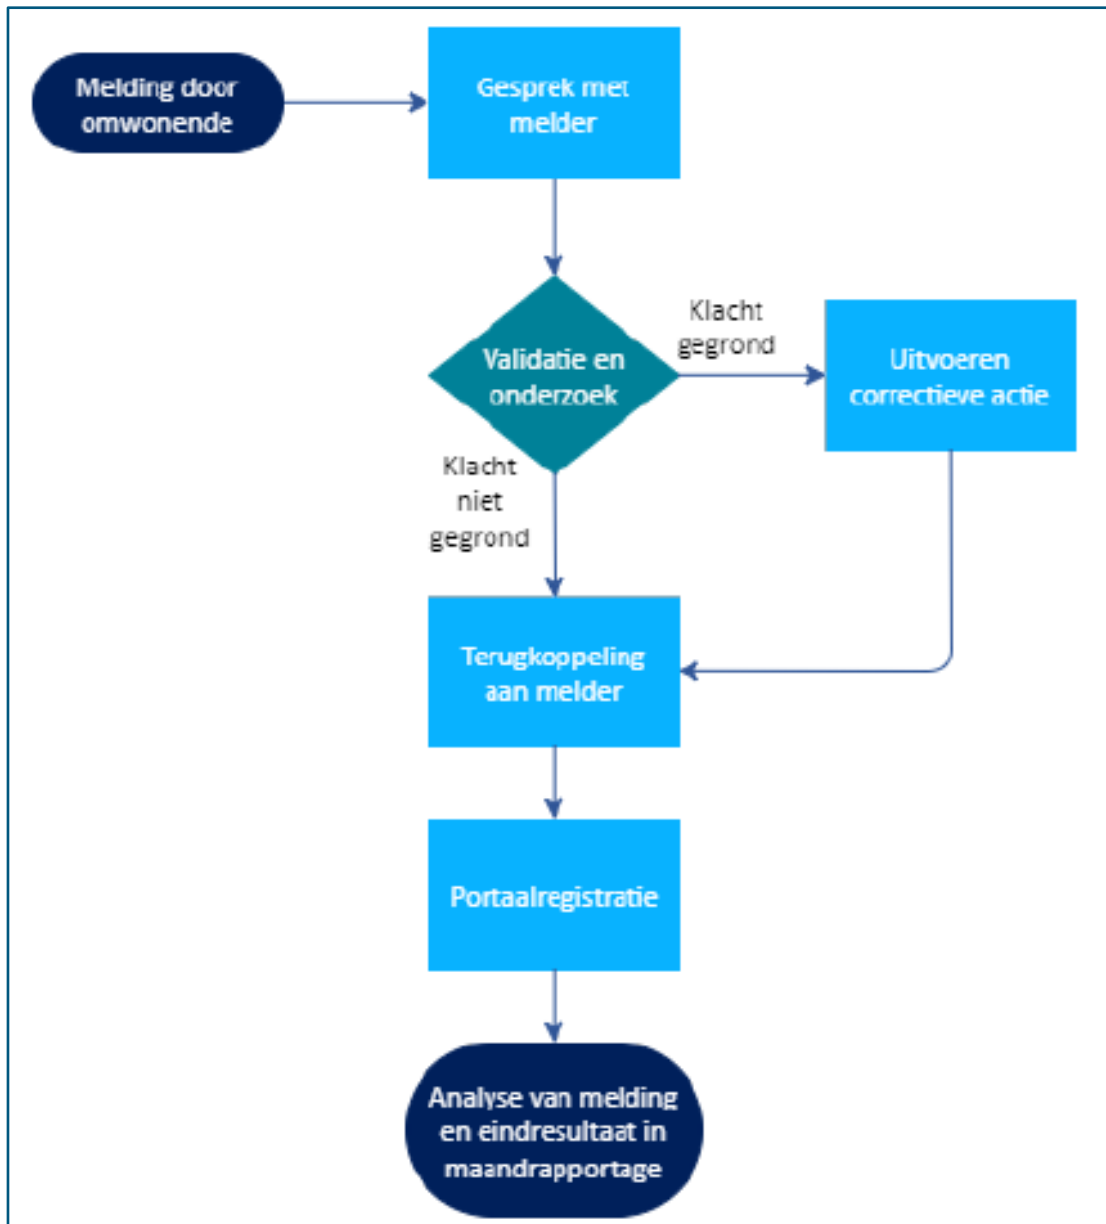 Melding door
omwonende
Gesprek met
melder
Validatie en
onderzoek
Klacht
gegrond
Uitvoeren
correctieve actie
Klacht
niet
gegrond
Terugkoppeling
aan melder
Portaalregistratie
Analyse van melding
en eindresultaat in
maandrapportage